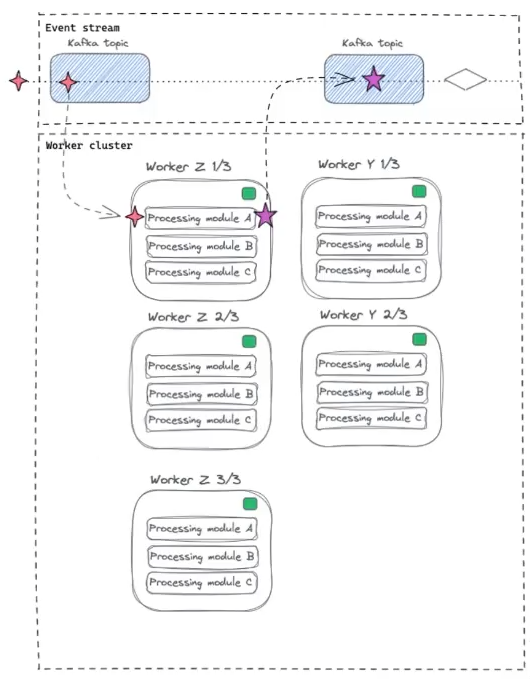 Event stream
Kafka topic
Kafka topic
Worker cluster
Worker Z 1/3
Processing module A
Processing module B
Processing module C
Worker Y 1/3
Processing module A
Processing module B
Processing module C
Worker Z 2/3
Processing module A
Processing module B
Processing module C
Worker Y 2/3
Processing module A
Processing module B
Processing module C
Worker Z 3/3
Processing module A
Processing module B
Processing module C